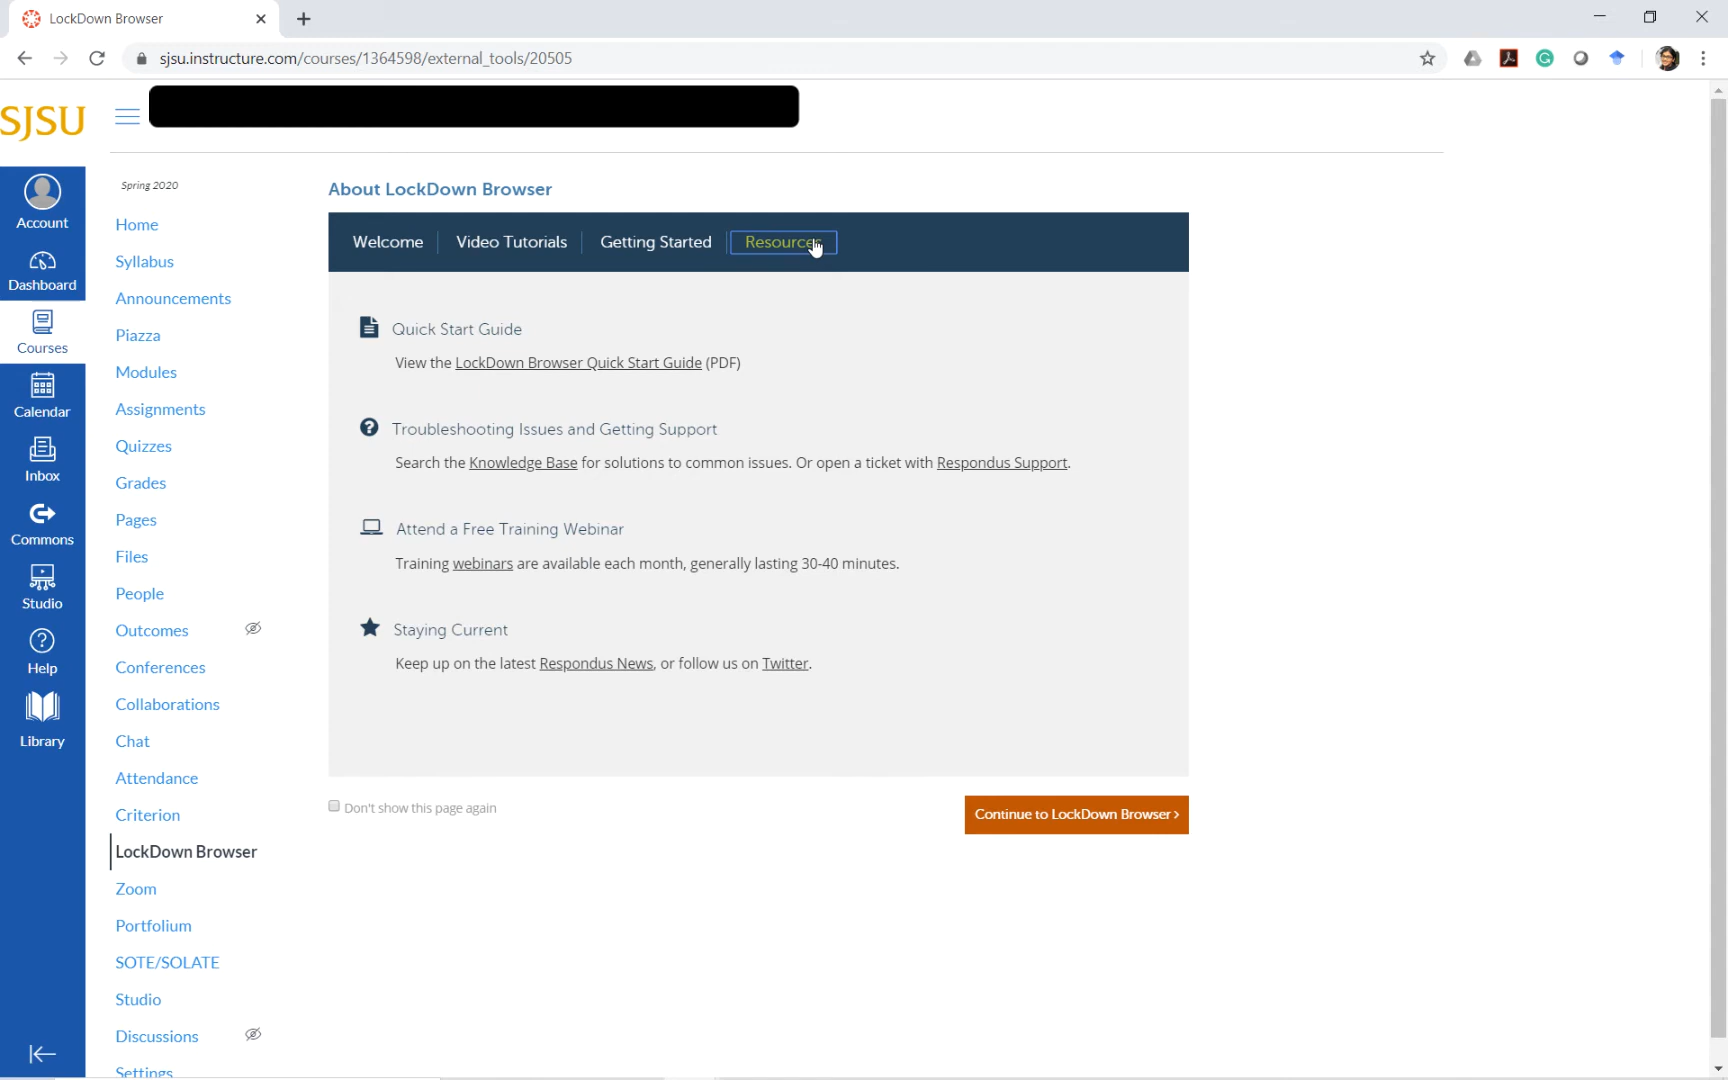 LockDown Browser
sjsu.instructure.com/courses/1364598/external_tools/20505
SJSU
Account
Dashboard
Courses
Calendar
Inbox
Commons
Studio
Help
Library
Spring 2020
Home
Syllabus
Announcements
Piazza
Modules
Assignments
Quizzes
Grades
Pages
Files
People
Outcomes
Conferences
Collaborations
Chat
Attendance
Criterion
LockDown Browser
Zoom
Portfolium
SOTE/SOLATE
Studio
Discussions
Settings
About LockDown Browser
Welcome
Video Tutorials
Getting Started
Resources
Quick Start Guide
View the LockDown Browser Quick Start Guide (PDF)
Troubleshooting Issues and Getting Support
Search the Knowledge Base for solutions to common issues. Or open a ticket with Respondus Support.
Attend a Free Training Webinar
Training webinars are available each month, generally lasting 30-40 minutes.
Staying Current
Keep up on the latest Respondus News, or follow us on Twitter.
Don't show this page again
Continue to LockDown Browser >